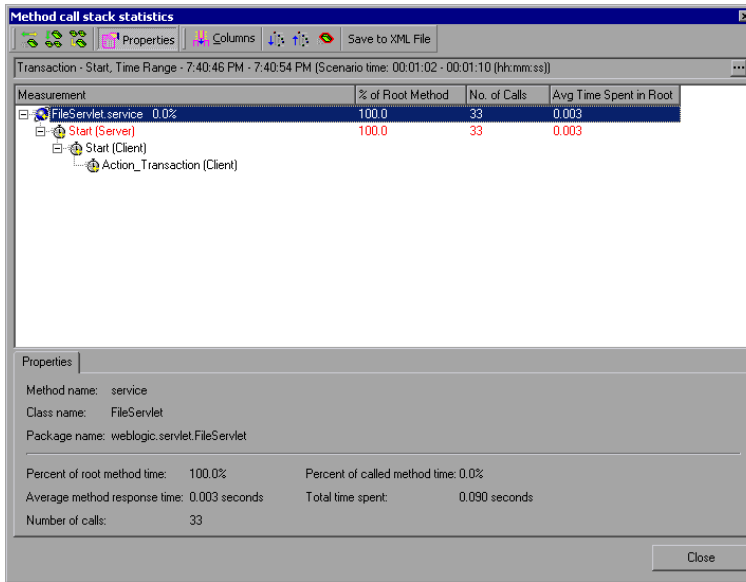 Method call stack statistics
Properties Columns Save to XML File
Transaction - Start, Time Range - 7:40:46 PM - 7:40:54 PM (Scenario time: 00:01:02 - 00:01:10 (hh:mm:ss)) ...
Measurement % of Root Method No. of Calls Avg Time Spent in Root
FileServlet.service 0.0% 100.0 33 0.003
Start (Server) 100.0 33 0.003
Start (Client)
Action_Transaction (Client)
Properties
Method name: service
Class name: FileServlet
Package name: weblogic.servlet.FileServlet
Percent of root method time: 100.0% Percent of called method time: 0.0%
Average method response time: 0.003 seconds Total time spent: 0.090 seconds
Number of calls: 33
Close